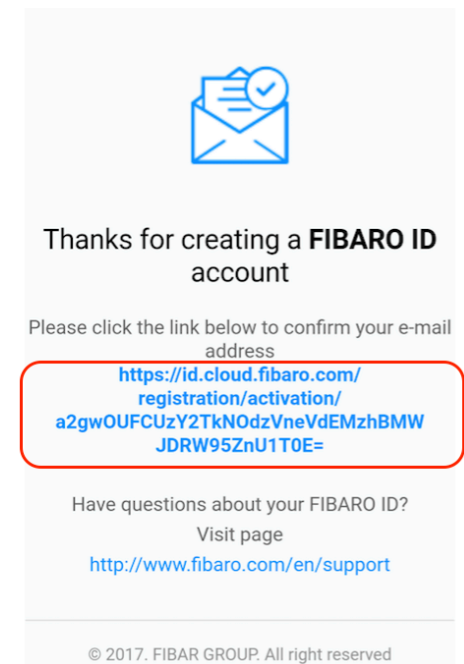 Thanks for creating a FIBARO ID
account
Please click the link below to confirm your e-mail
address
https://id.cloud.fibaro.com/
registration/activation/
a2gwOUFCUzY2TkNOdzVneVdEMzhBMW
JDRW95ZnU1T0E=
Have questions about your FIBARO ID?
Visit page
http://www.fibaro.com/en/support
© 2017. FIBAR GROUP. All right reserved